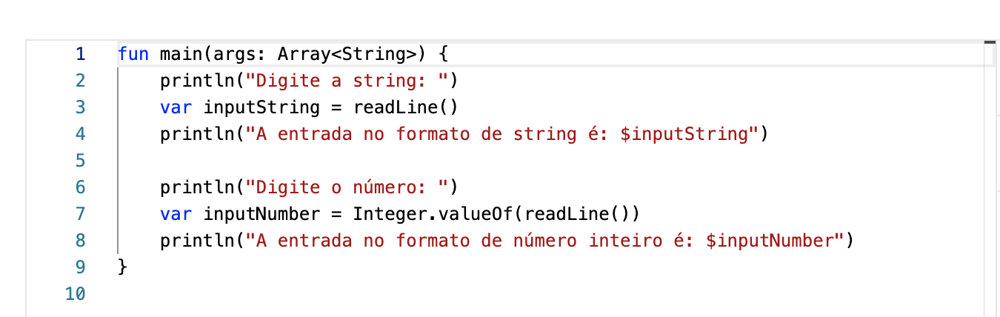 1 fun main(args: Array<String>) {
2     println("Digite a string: ")
3     var inputString = readLine()
4     println("A entrada no formato de string é: $inputString")
5
6     println("Digite o número: ")
7     var inputNumber = Integer.valueOf(readLine())
8     println("A entrada no formato de número inteiro é: $inputNumber")
9 }
10